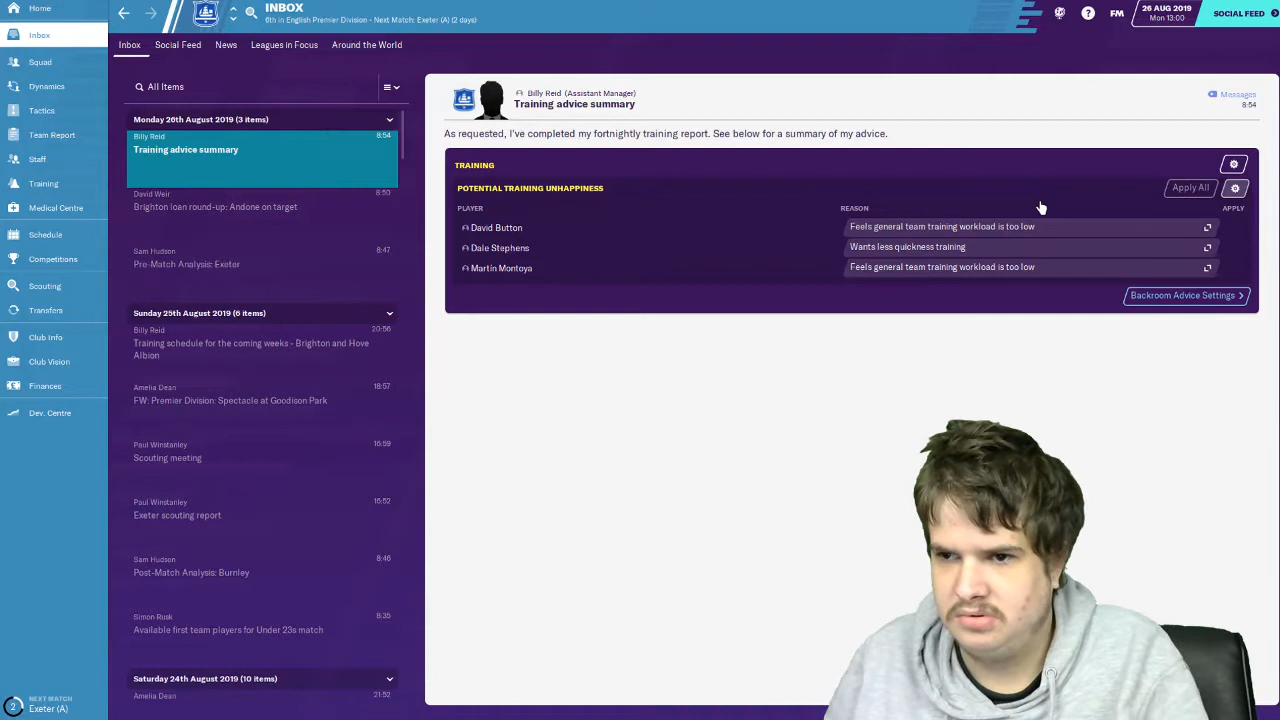 Home
Inbox
Squad
Dynamics
Tactics
Team Report
Staff
Training
Medical Centre
Schedule
Competitions
Scouting
Transfers
Club Info
Club Vision
Finances
Dev. Centre
2
NEXT MATCH
Exeter (A)
INBOX
6th in English Premier Division - Next Match: Exeter (A) (2 days)
FM
26 AUG 2019
Mon 13:00
SOCIAL FEED
Inbox
Social Feed
News
Leagues in Focus
Around the World
All Items
Monday 26th August 2019 (3 items)
Billy Reid
8:54
Training advice summary
David Weir
8:50
Brighton loan round-up: Andone on target
Sam Hudson
8:47
Pre-Match Analysis: Exeter
Sunday 25th August 2019 (6 items)
Billy Reid
20:56
Training schedule for the coming weeks - Brighton and Hove
Albion
Amelia Dean
18:57
FW: Premier Division: Spectacle at Goodison Park
Paul Winstanley
16:59
Scouting meeting
Paul Winstanley
16:52
Exeter scouting report
Sam Hudson
8:46
Post-Match Analysis: Burnley
Simon Rusk
8:35
Available first team players for Under 23s match
Saturday 24th August 2019 (10 items)
Amelia Dean
21:52
Billy Reid (Assistant Manager)
Training advice summary
Messages
8:54
As requested, I've completed my fortnightly training report. See below for a summary of my advice.
TRAINING
POTENTIAL TRAINING UNHAPPINESS
Apply All
PLAYER
REASON
APPLY
David Button
Feels general team training workload is too low
Dale Stephens
Wants less quickness training
Martín Montoya
Feels general team training workload is too low
Backroom Advice Settings